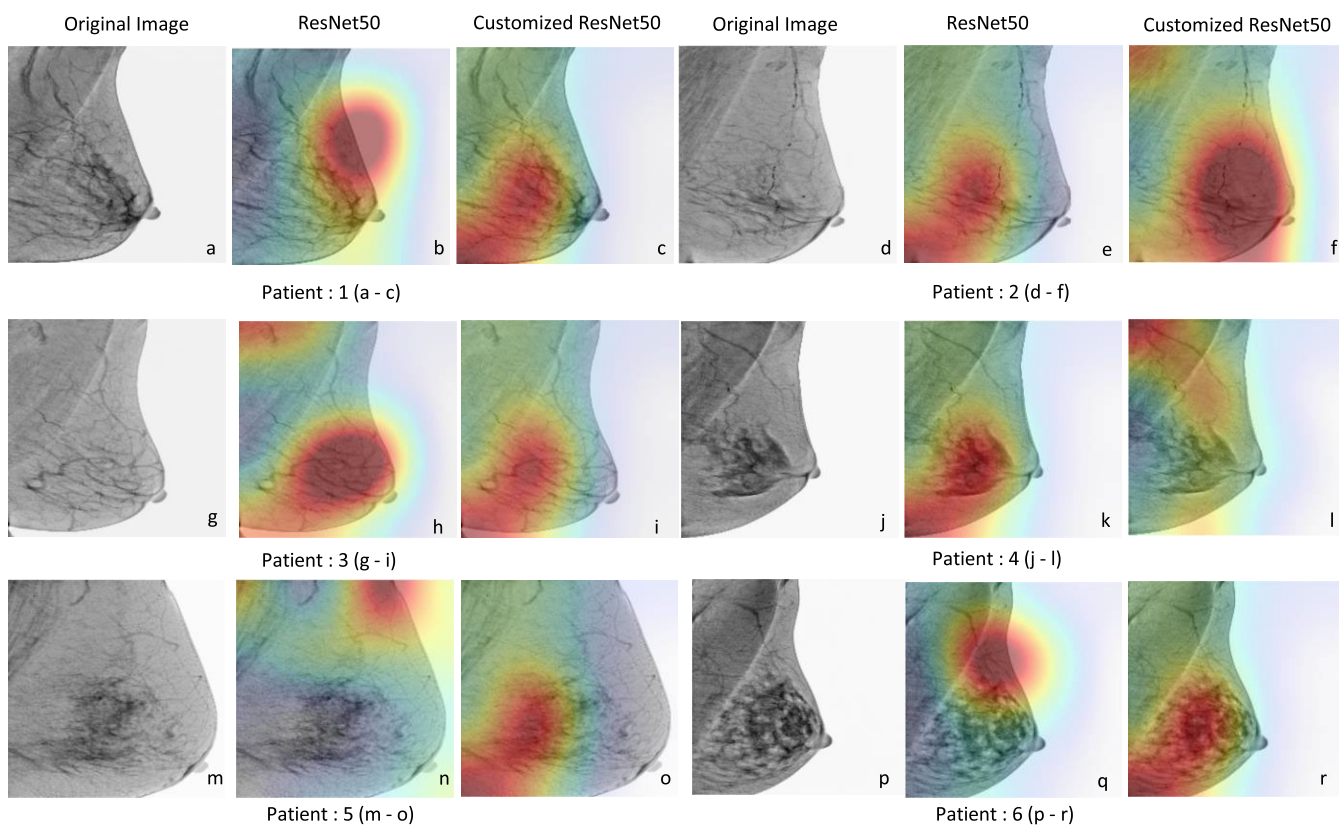 Original Image ResNet50 Customized ResNet50 Original Image ResNet50 Customized ResNet50
a b c d e f
Patient : 1 (a - c) Patient : 2 (d - f)
g h i j k l
Patient : 3 (g - i) Patient : 4 (j - l)
m n o p q r
Patient : 5 (m - o) Patient : 6 (p - r)